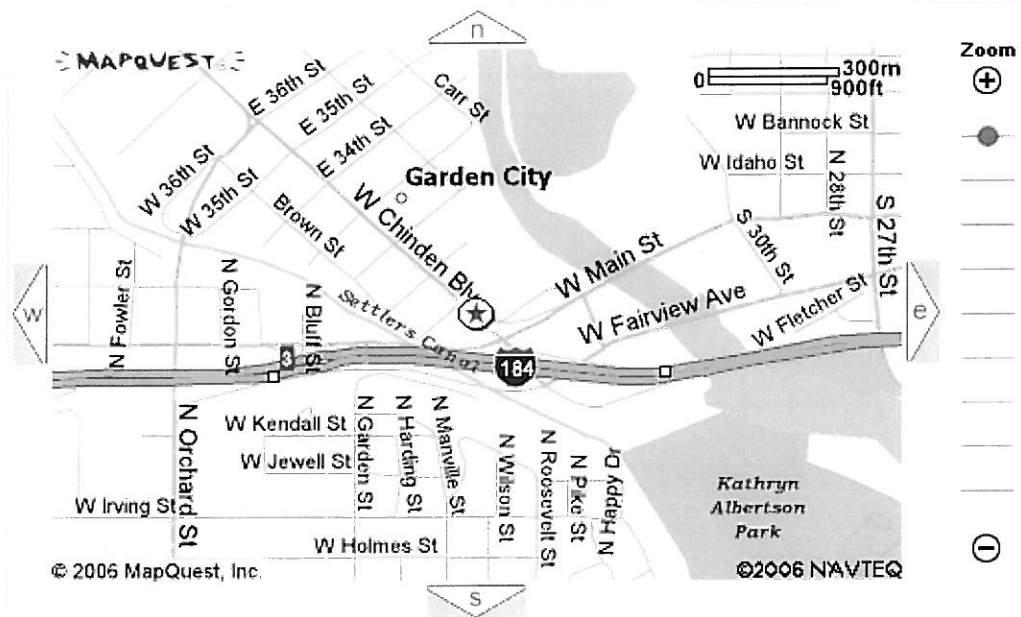 n
Zoom
MAPQUEST
0
300m
900ft
E 36th St
E 35th St
Carr St
E 34th St
W Bannock St
W Idaho St
N 28th St
W 36th St
W 35th St
Garden City
Brown St
W Chinden Blvd
W Main St
S 30th St
S 27th St
w
e
N Fowler St
N Gordon St
N Bluff St
Settler's Canal
W Fairview Ave
W Fletcher St
3
184
N Orchard St
W Kendall St
N Garden St
N Harding St
N Manville St
N Wilson St
N Roosevelt St
N Pike St
N Happy Dr
W Jewell St
Kathryn
Albertson
Park
W Irving St
W Holmes St
© 2006 MapQuest, Inc.
©2006 NAVTEQ
s